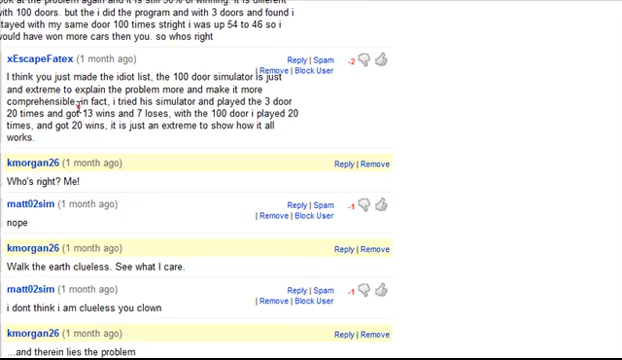 look at the problem again and it is still 50% of winning. it is different
with 100 doors. but the i did the program and with 3 doors and found i
stayed with my same door 100 times stright i was up 54 to 46 so i
would have won more cars then you. so whos right
xEscapeFatex (1 month ago) Reply | Spam -2
| Remove | Block User
I think you just made the idiot list, the 100 door simulator is just
and extreme to explain the problem more and make it more
comprehensible, in fact, i tried his simulator and played the 3 door
20 times and got 13 wins and 7 loses, with the 100 door i played 20
times, and got 20 wins, it is just an extreme to show how it all
works.
kmorgan26 (1 month ago) Reply | Remove
Who's right? Me!
matt02sim (1 month ago) Reply | Spam -1
| Remove | Block User
nope
kmorgan26 (1 month ago) Reply | Remove
Walk the earth clueless. See what I care.
matt02sim (1 month ago) Reply | Spam -1
| Remove | Block User
i dont think i am clueless you clown
kmorgan26 (1 month ago) Reply | Remove
...and therein lies the problem